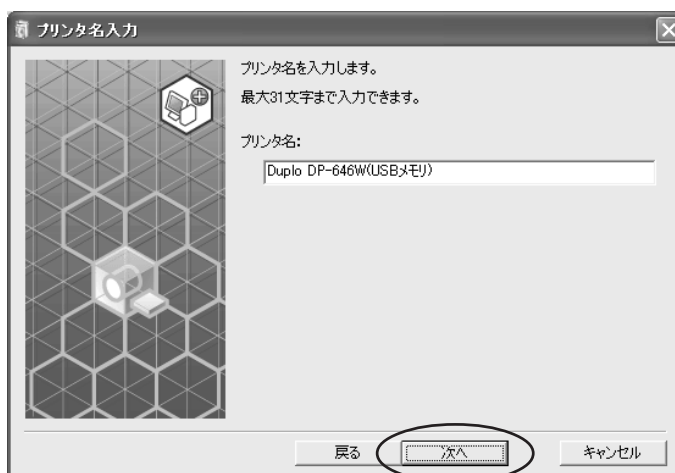 プリンタ名入力
プリンタ名を入力します。
最大31文字まで入力できます。
プリンタ名:
Duplo DP-646W(USBメモリ)
戻る
次へ
キャンセル